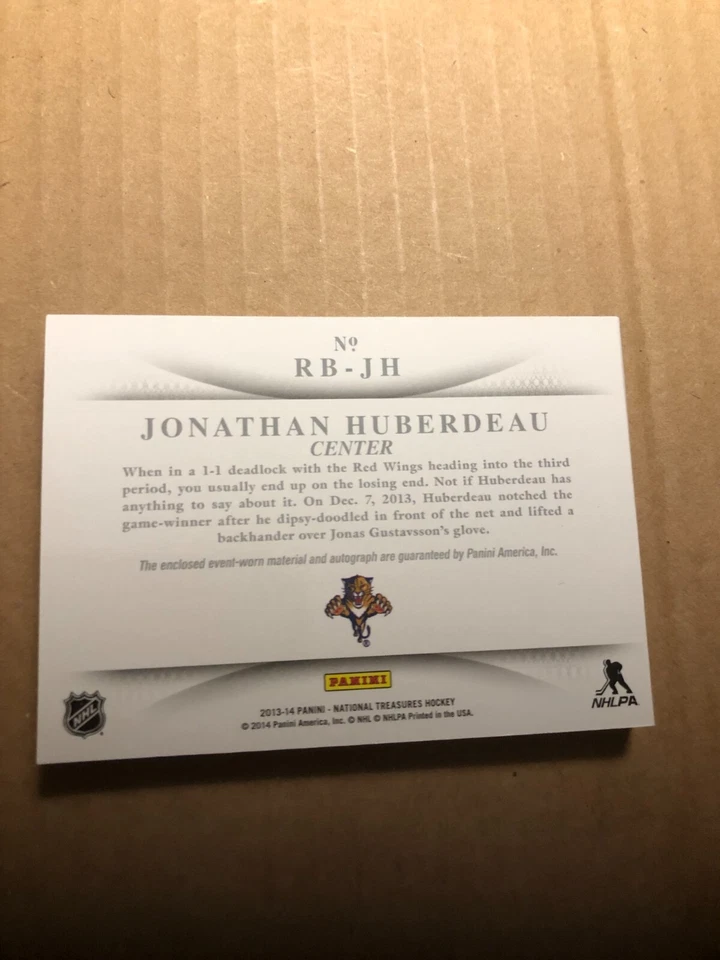 Nº
RB-JH
JONATHAN HUBERDEAU
CENTER
When in a 1-1 deadlock with the Red Wings heading into the third
period, you usually end up on the losing end. Not if Huberdeau has
anything to say about it. On Dec. 7, 2013, Huberdeau notched the
game-winner after he dipsy-doodled in front of the net and lifted a
backhander over Jonas Gustavsson's glove.
The enclosed event-worn material and autograph are guaranteed by Panini America, Inc.
®
PANINI
NHL
NHLPA
2013-14 PANINI - NATIONAL TREASURES HOCKEY
© 2014 Panini America, Inc. © NHL © NHLPA Printed in the USA.